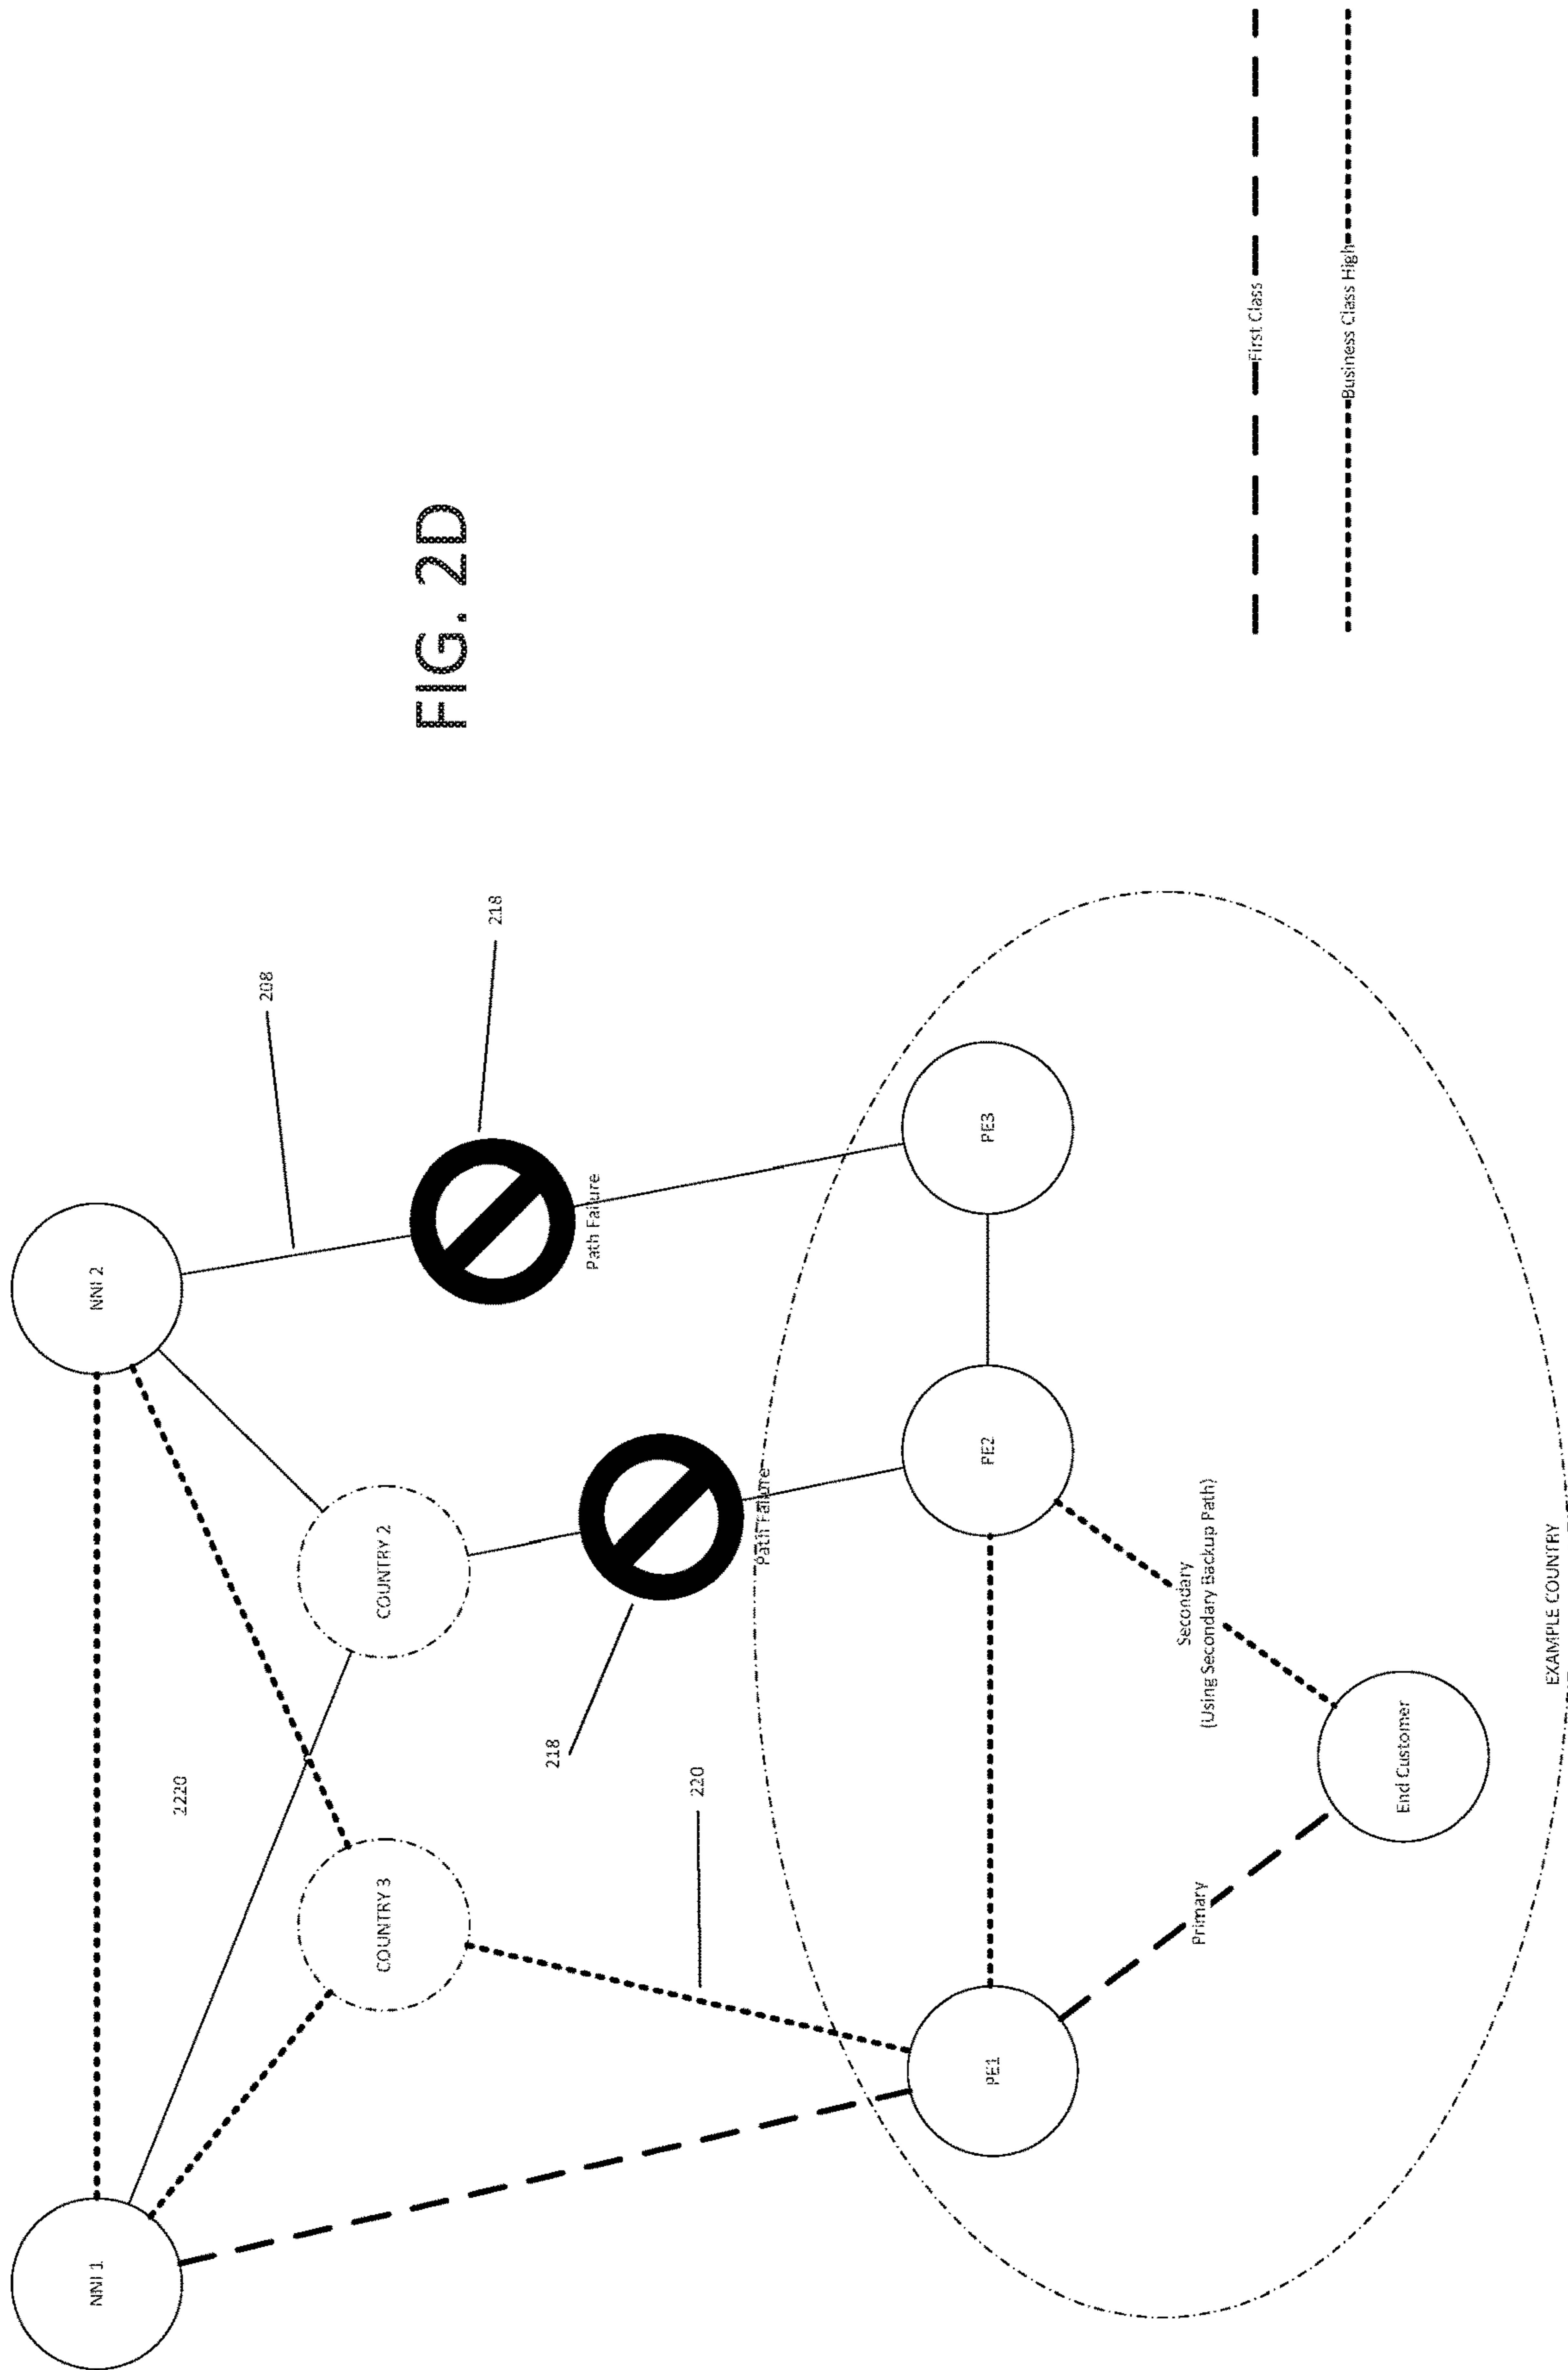 NNI 1
NNI 2
2220
208
COUNTRY 3
COUNTRY 2
218
FIG. 2D
218
Path Failure
220
Path Failure
PE1
PE2
PE3
Primary
Secondary
(Using Secondary Backup Path)
First Class
Business Class High
End Customer
EXAMPLE COUNTRY